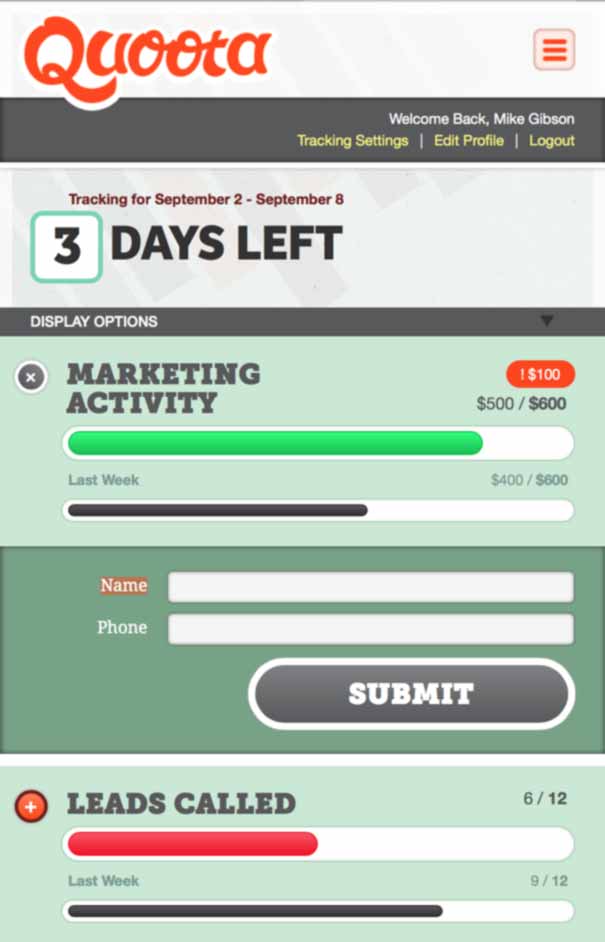 Quoota
Welcome Back, Mike Gibson
Tracking Settings | Edit Profile | Logout
Tracking for September 2 - September 8
3 DAYS LEFT
DISPLAY OPTIONS
MARKETING
ACTIVITY
! $100
$500 / $600
Last Week $400 / $600
Name
Phone
SUBMIT
LEADS CALLED 6 / 12
Last Week 9 / 12